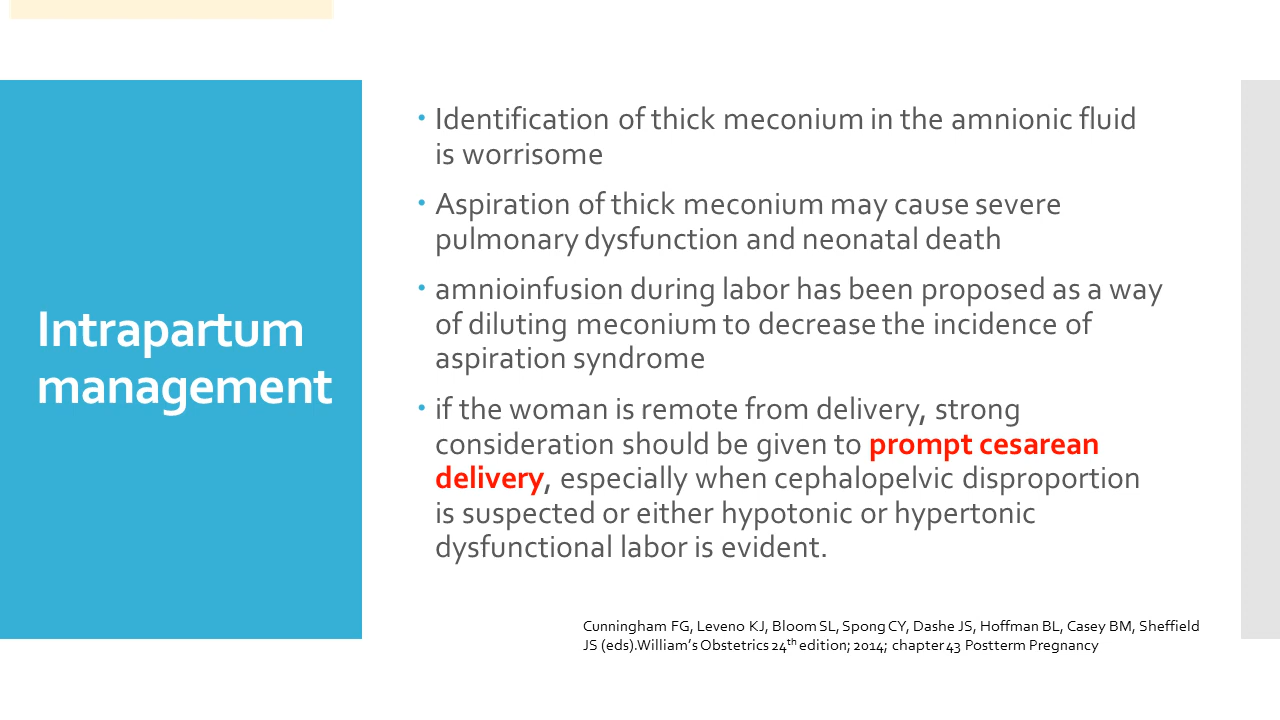 Intrapartum
management
• Identification of thick meconium in the amnionic fluid
is worrisome
• Aspiration of thick meconium may cause severe
pulmonary dysfunction and neonatal death
• amnioinfusion during labor has been proposed as a way
of diluting meconium to decrease the incidence of
aspiration syndrome
• if the woman is remote from delivery, strong
consideration should be given to prompt cesarean
delivery, especially when cephalopelvic disproportion
is suspected or either hypotonic or hypertonic
dysfunctional labor is evident.
Cunningham FG, Leveno KJ, Bloom SL, Spong CY, Dashe JS, Hoffman BL, Casey BM, Sheffield
JS (eds).William’s Obstetrics 24th edition; 2014; chapter 43 Postterm Pregnancy